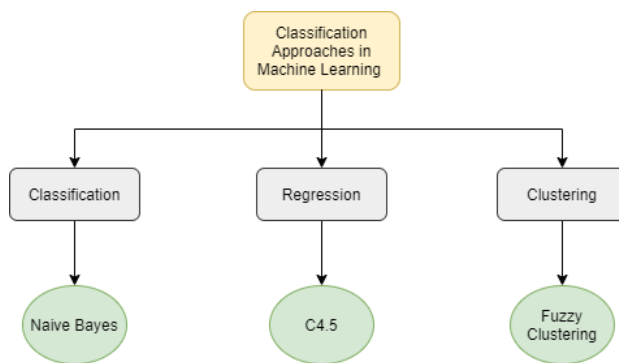 Classification
Approaches in
Machine Learning
Classification
Regression
Clustering
Naive Bayes
C4.5
Fuzzy
Clustering